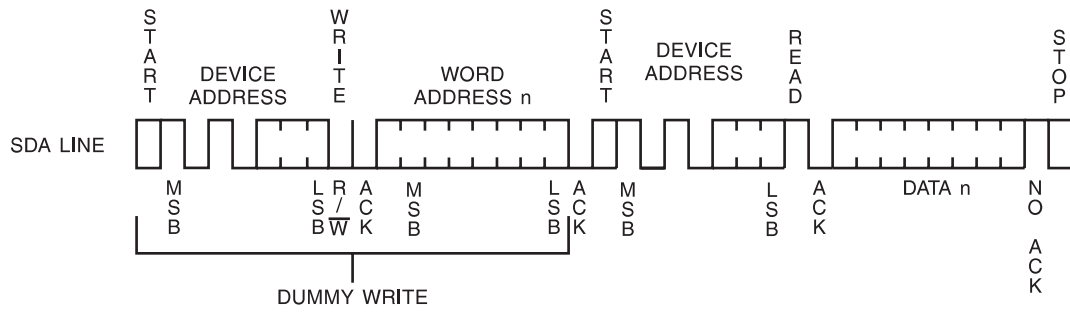 START
DEVICE
ADDRESS
WRITE
WORD
ADDRESS n
START
DEVICE
ADDRESS
READ
STOP
SDA LINE
MSB
LSB
R/W
ACK
MSB
LSB
ACK
MSB
LSB
ACK
DATA n
NO ACK
DUMMY WRITE